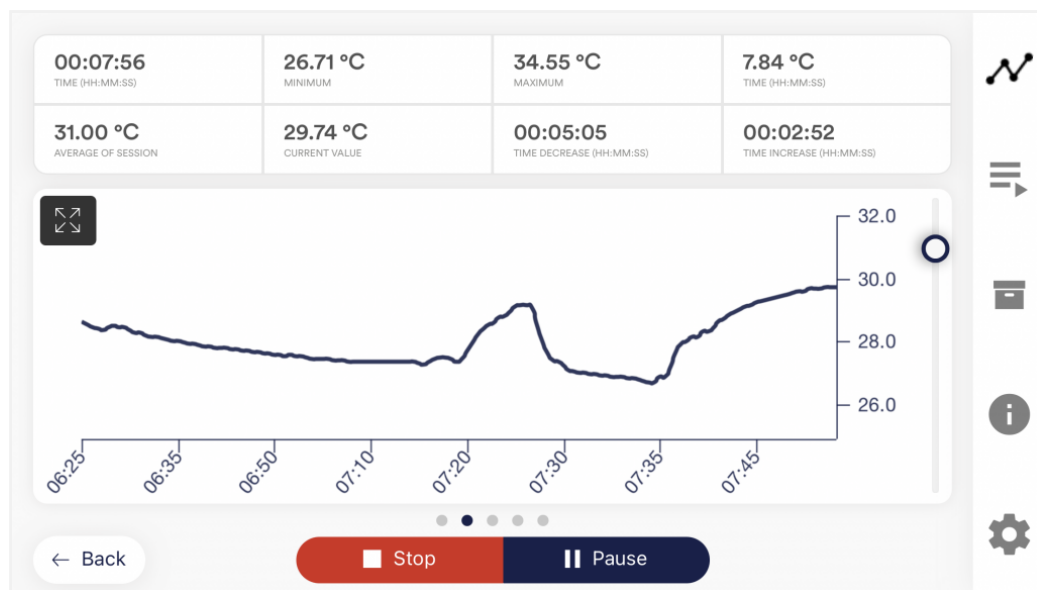 00:07:56
TIME (HH:MM:SS)
26.71 °C
MINIMUM
34.55 °C
MAXIMUM
7.84 °C
TIME (HH:MM:SS)
31.00 °C
AVERAGE OF SESSION
29.74 °C
CURRENT VALUE
00:05:05
TIME DECREASE (HH:MM:SS)
00:02:52
TIME INCREASE (HH:MM:SS)
32.0
30.0
28.0
26.0
06:25
06:35
06:50
07:10
07:20
07:30
07:35
07:45
← Back
Stop
Pause